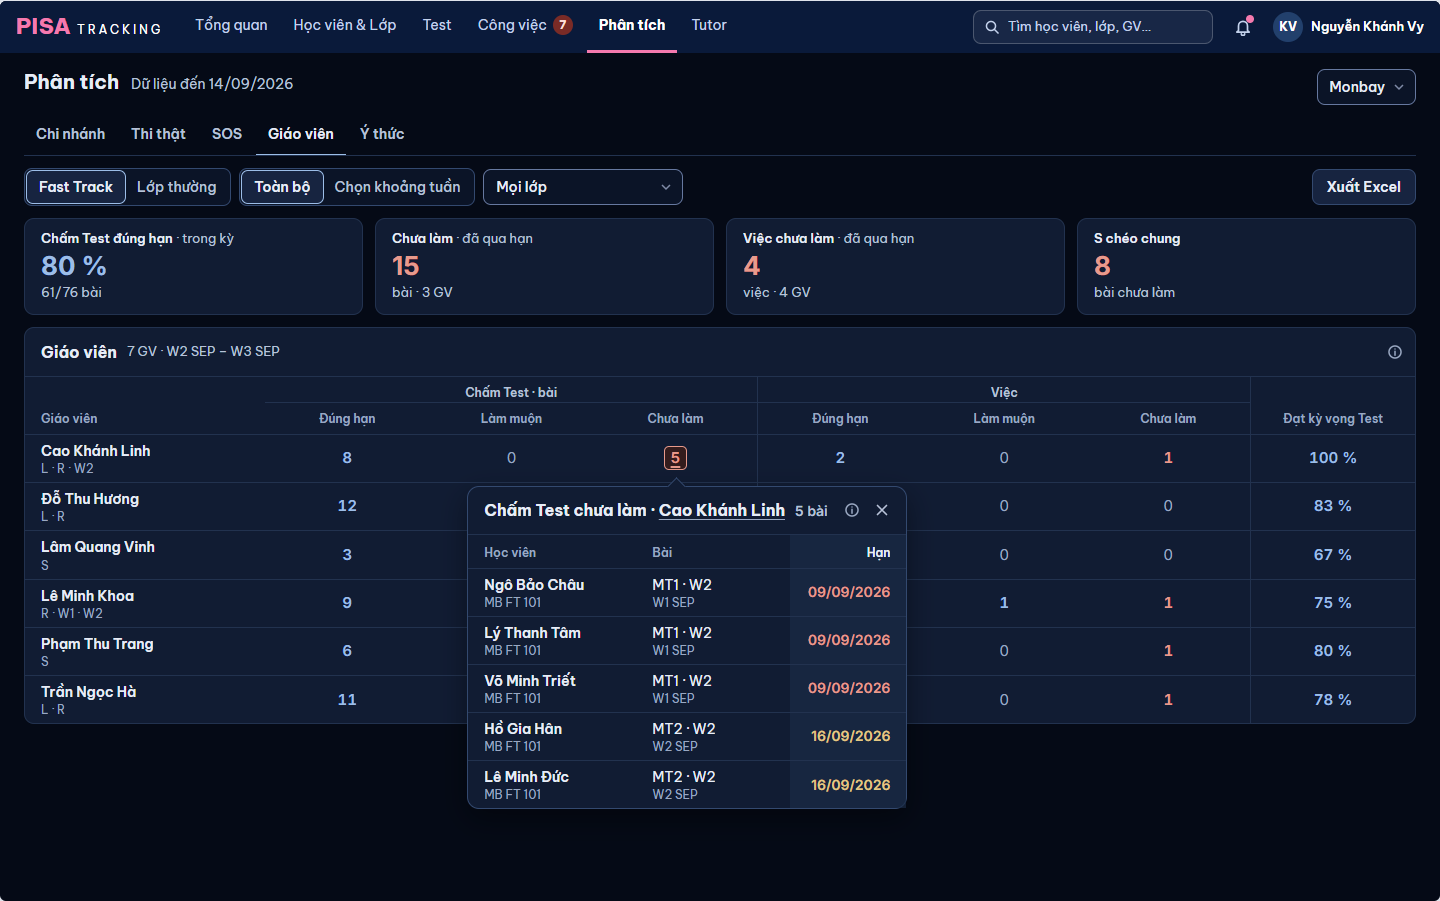 PISA TRACKING
Tổng quan
Học viên & Lớp
Test
Công việc 7
Phân tích
Tutor
Tìm học viên, lớp, GV...
KV Nguyễn Khánh Vy
Phân tích Dữ liệu đến 14/09/2026
Monbay
Chi nhánh Thi thật SOS Giáo viên Ý thức
Fast Track Lớp thường Toàn bộ Chọn khoảng tuần Mọi lớp Xuất Excel
Chấm Test đúng hạn · trong kỳ
80 %
61/76 bài
Chưa làm · đã qua hạn
15
bài · 3 GV
Việc chưa làm · đã qua hạn
4
việc · 4 GV
S chéo chung
8
bài chưa làm
Giáo viên 7 GV · W2 SEP – W3 SEP
Chấm Test · bài Việc
Giáo viên Đúng hạn Làm muộn Chưa làm Đúng hạn Làm muộn Chưa làm Đạt kỳ vọng Test
Cao Khánh Linh
L · R · W2
8 0 5 2 0 1 100 %
Đỗ Thu Hương
L · R
12 0 0 83 %
Lâm Quang Vinh
S
3 0 0 67 %
Lê Minh Khoa
R · W1 · W2
9 1 1 75 %
Phạm Thu Trang
S
6 0 1 80 %
Trần Ngọc Hà
L · R
11 0 1 78 %
Chấm Test chưa làm · Cao Khánh Linh 5 bài
Học viên Bài Hạn
Ngô Bảo Châu MT1 · W2 09/09/2026
MB FT 101 W1 SEP
Lý Thanh Tâm MT1 · W2 09/09/2026
MB FT 101 W1 SEP
Võ Minh Triết MT1 · W2 09/09/2026
MB FT 101 W1 SEP
Hồ Gia Hân MT2 · W2 16/09/2026
MB FT 101 W2 SEP
Lê Minh Đức MT2 · W2 16/09/2026
MB FT 101 W2 SEP